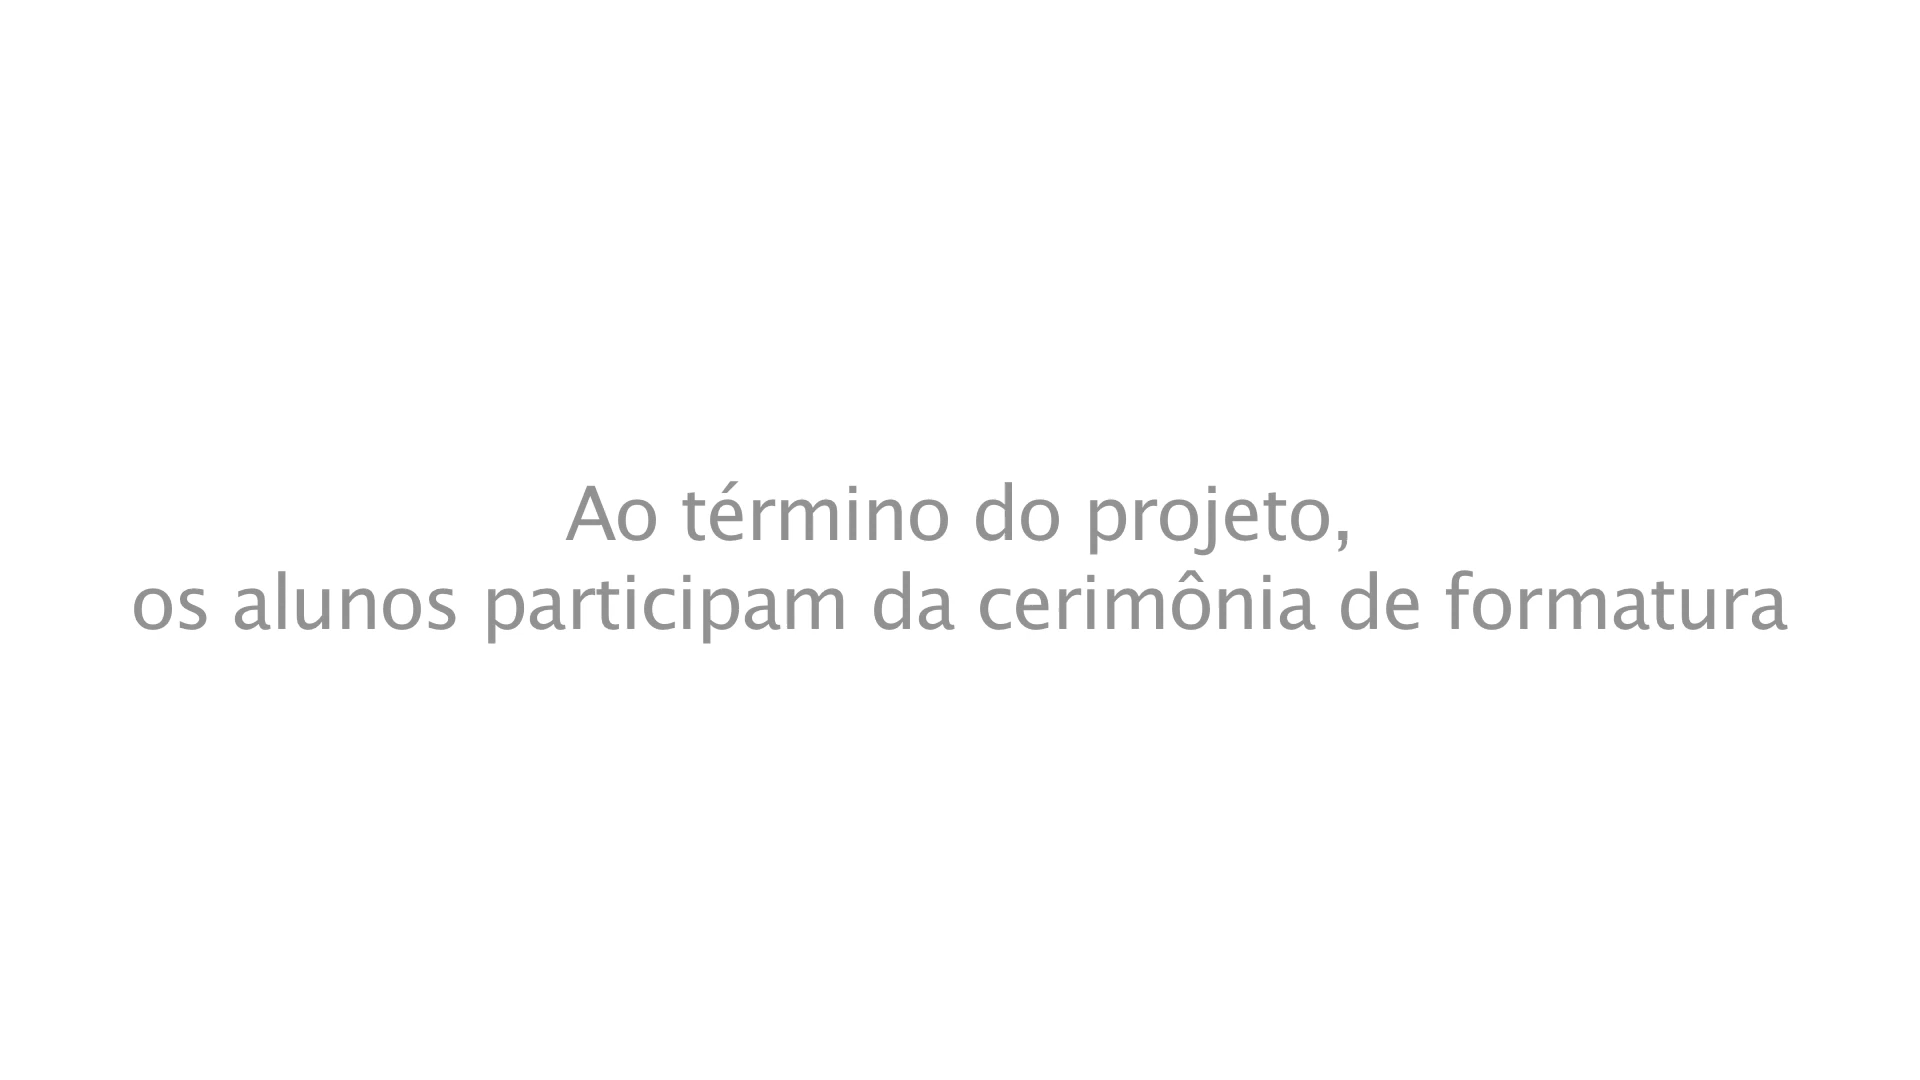 Ao término do projeto,
os alunos participam da cerimônia de formatura